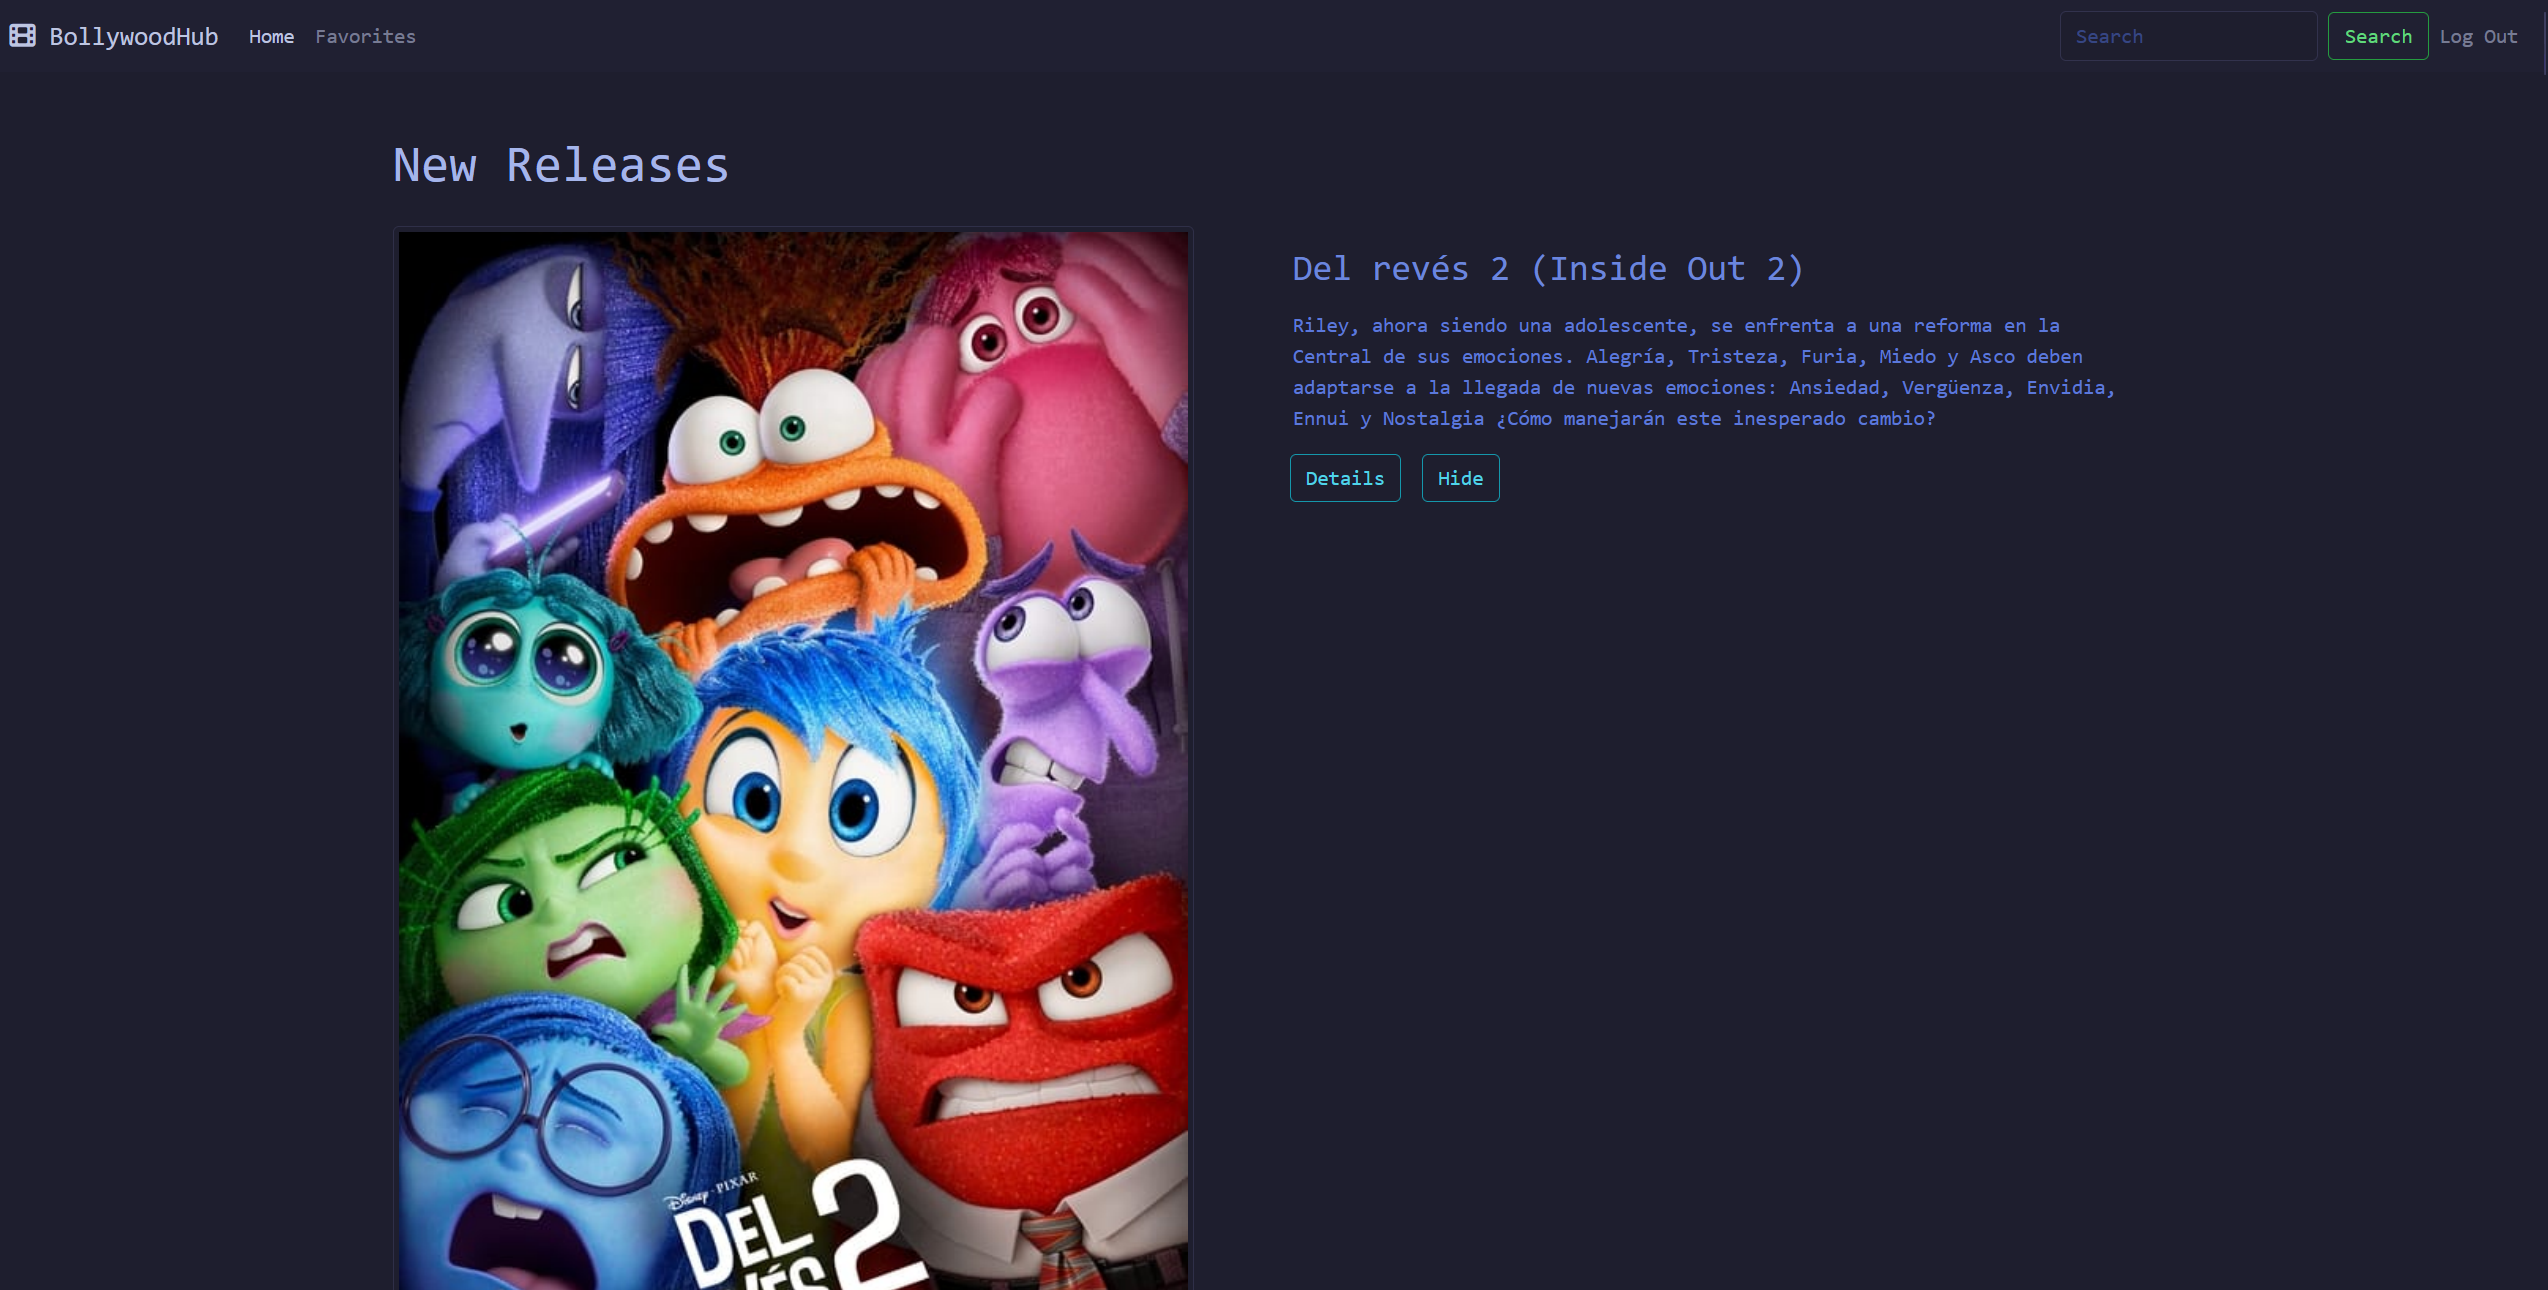 BollywoodHub Home Favorites Search Search Log Out
New Releases
Del revés 2 (Inside Out 2)
Riley, ahora siendo una adolescente, se enfrenta a una reforma en la
Central de sus emociones. Alegría, Tristeza, Furia, Miedo y Asco deben
adaptarse a la llegada de nuevas emociones: Ansiedad, Vergüenza, Envidia,
Ennui y Nostalgia ¿Cómo manejarán este inesperado cambio?
Details Hide
Disney · PIXAR
DEL
2